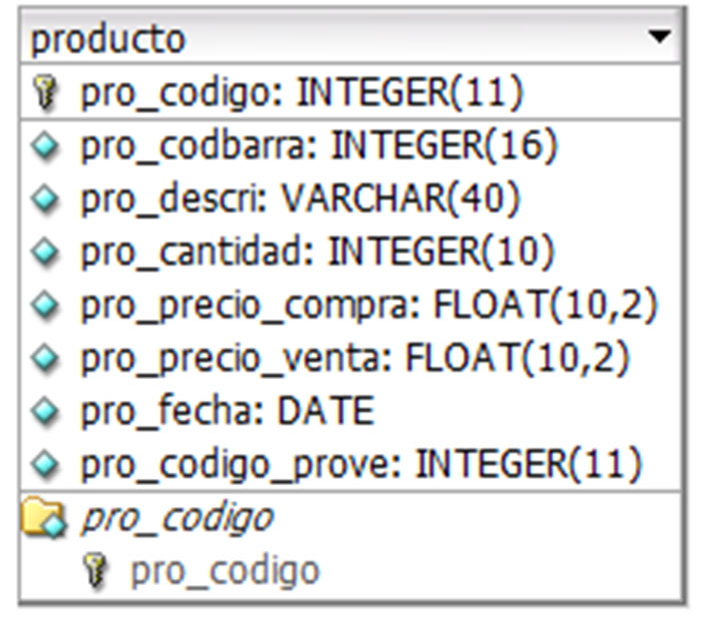 producto
pro_codigo: INTEGER(11)
pro_codbarra: INTEGER(16)
pro_descri: VARCHAR(40)
pro_cantidad: INTEGER(10)
pro_precio_compra: FLOAT(10,2)
pro_precio_venta: FLOAT(10,2)
pro_fecha: DATE
pro_codigo_prove: INTEGER(11)
pro_codigo
pro_codigo